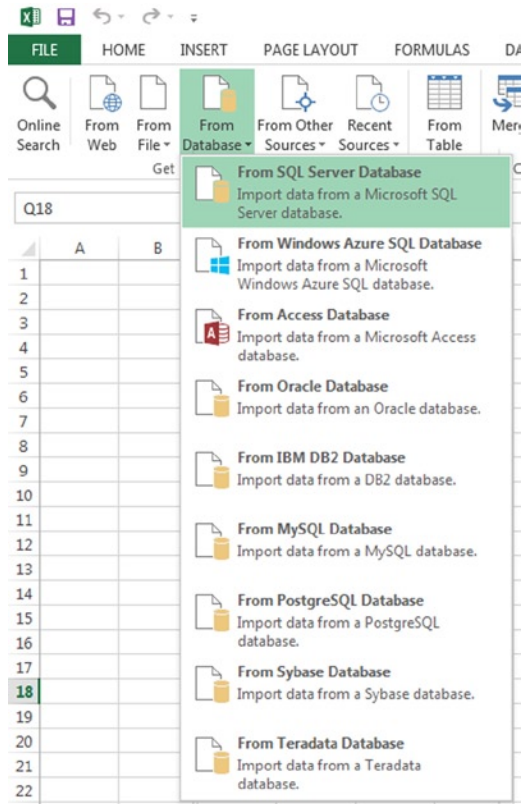 FILE HOME INSERT PAGE LAYOUT FORMULAS
Online Search
From Web
From File
From Database
From Other Sources
Recent Sources
From Table
Get
Q18
A B
From SQL Server Database
Import data from a Microsoft SQL
Server database.
From Windows Azure SQL Database
Import data from a Microsoft
Windows Azure SQL database.
From Access Database
Import data from a Microsoft Access
database.
From Oracle Database
Import data from an Oracle database.
From IBM DB2 Database
Import data from a DB2 database.
From MySQL Database
Import data from a MySQL database.
From PostgreSQL Database
Import data from a PostgreSQL
database.
From Sybase Database
Import data from a Sybase database.
From Teradata Database
Import data from a Teradata
database.
1
2
3
4
5
6
7
8
9
10
11
12
13
14
15
16
17
18
19
20
21
22